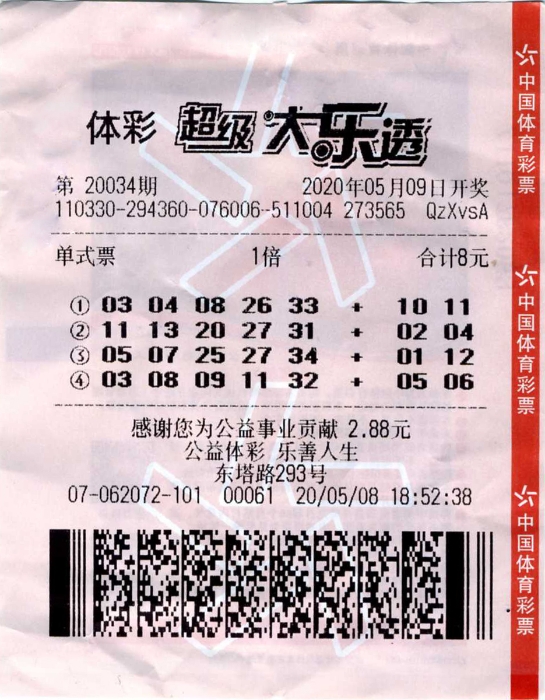 体彩 超级大乐透
第 20034期 2020年05月09日开奖
110330-294360-076006-511004 273565 QzXvsA
单式票 1倍 合计8元
① 03 04 08 26 33 + 10 11
② 11 13 20 27 31 + 02 04
③ 05 07 25 27 34 + 01 12
④ 03 08 09 11 32 + 05 06
感谢您为公益事业贡献 2.88元
公益体彩 乐善人生
东塔路293号
07-062072-101 00061 20/05/08 18:52:38
中国体育彩票
中国体育彩票
中国体育彩票